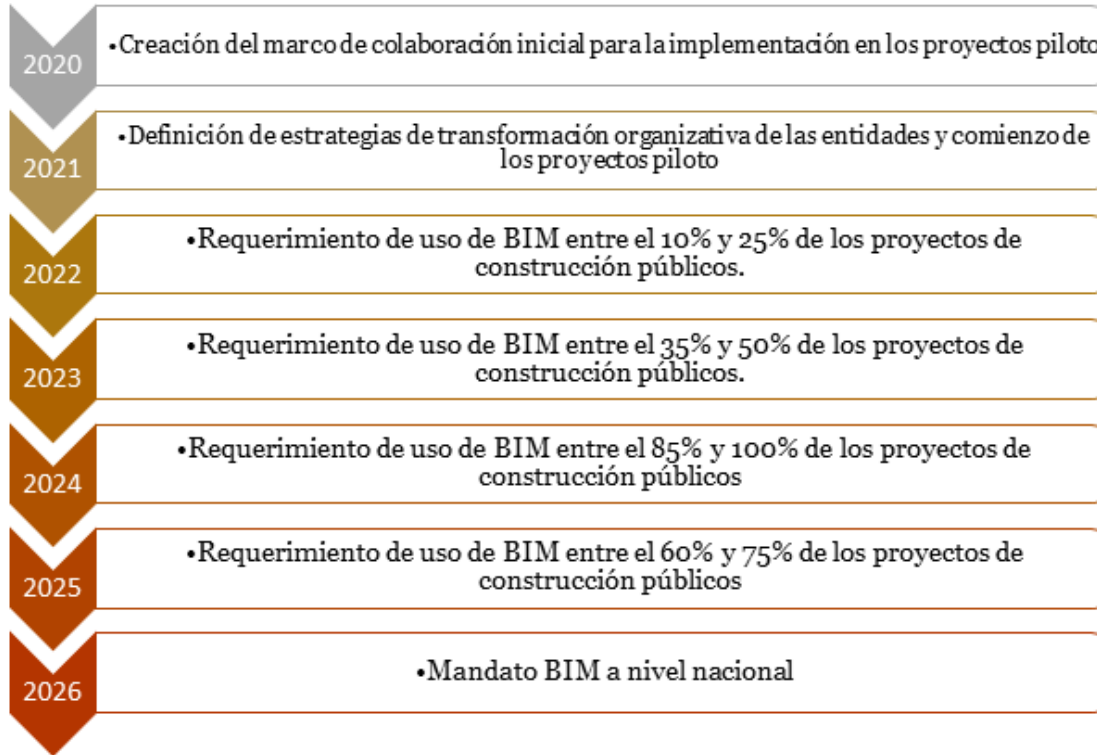 2020
•Creación del marco de colaboración inicial para la implementación en los proyectos piloto
2021
•Definición de estrategias de transformación organizativa de las entidades y comienzo de
los proyectos piloto
2022
•Requerimiento de uso de BIM entre el 10% y 25% de los proyectos de
construcción públicos.
2023
•Requerimiento de uso de BIM entre el 35% y 50% de los proyectos de
construcción públicos.
2024
•Requerimiento de uso de BIM entre el 85% y 100% de los proyectos de
construcción públicos
2025
•Requerimiento de uso de BIM entre el 60% y 75% de los proyectos de
construcción públicos
2026
•Mandato BIM a nivel nacional